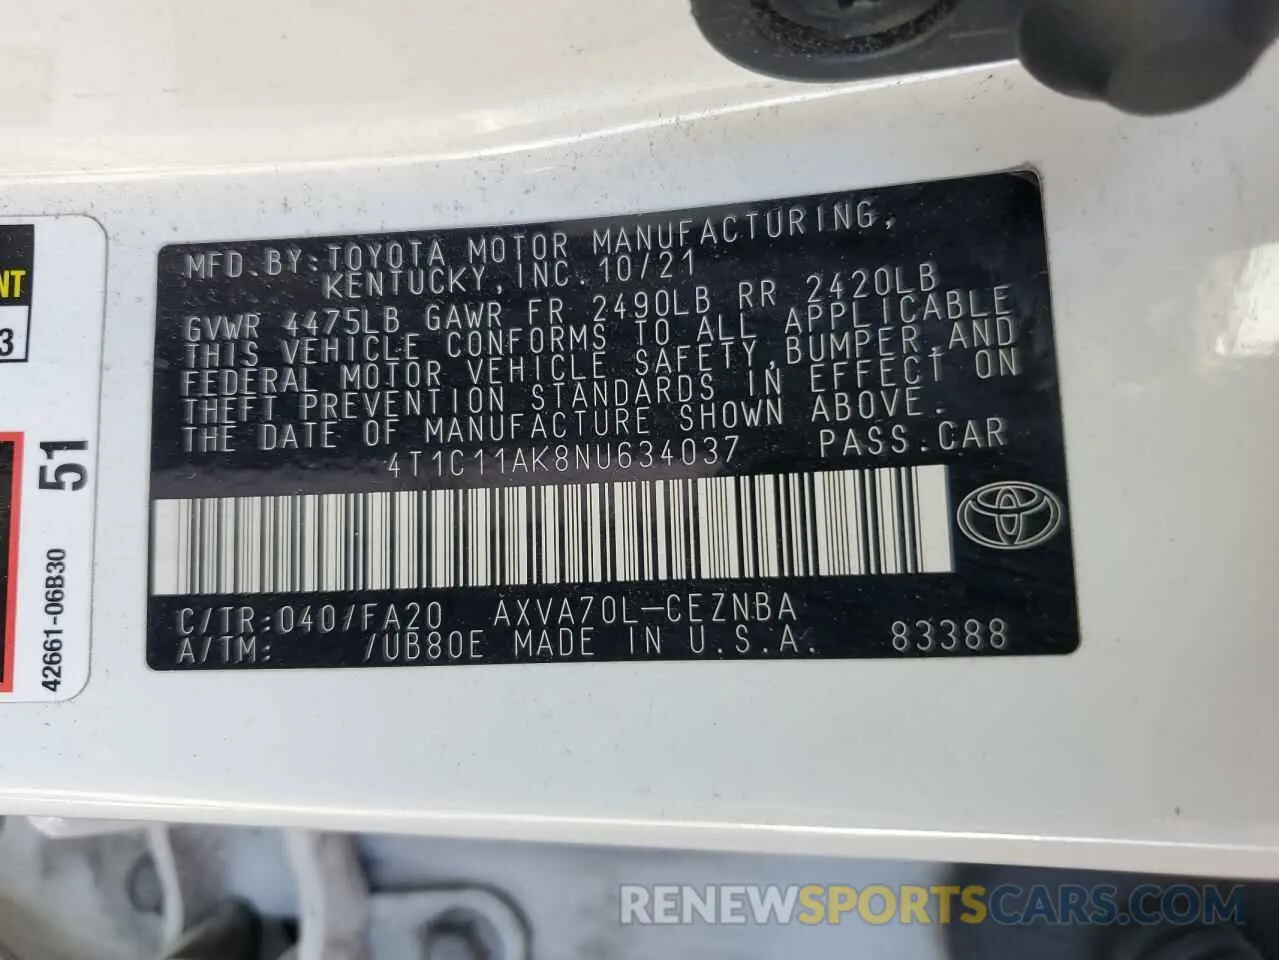 MFD.BY:TOYOTA MOTOR MANUFACTURING,
KENTUCKY,INC. 10/21
GVWR 4475LB GAWR FR 2490LB RR 2420LB
THIS VEHICLE CONFORMS TO ALL APPLICABLE
FEDERAL MOTOR VEHICLE SAFETY,BUMPER,AND
THEFT PREVENTION STANDARDS IN EFFECT ON
THE DATE OF MANUFACTURE SHOWN ABOVE.
4T1C11AK8NU634037 PASS.CAR
C/TR:040/FA20 AXVA70L-CEZNBA
A/TM: /UB80E MADE IN U.S.A. 83388
NT
3
51
42661-06B30
RENEWSPORTSCARS.COM